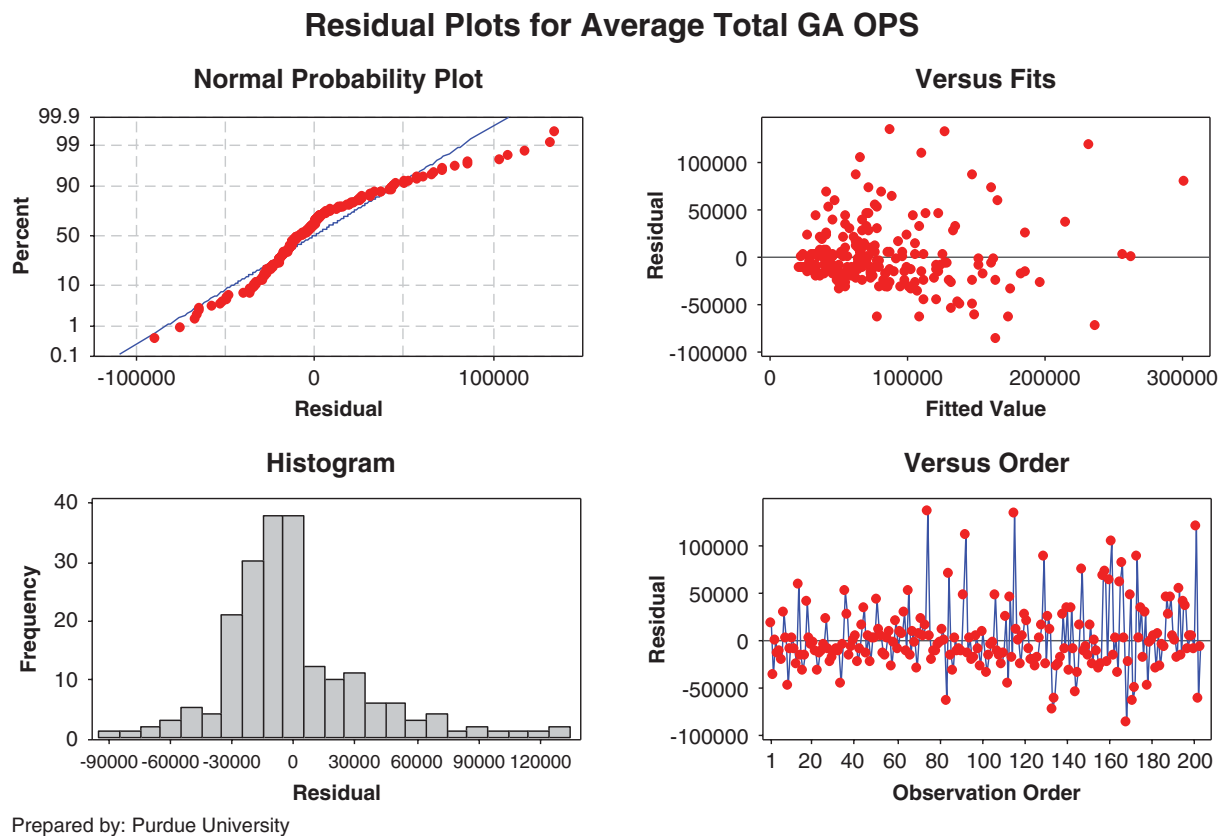 Residual Plots for Average Total GA OPS
Normal Probability Plot
99.9
99
90
50
10
1
0.1
Percent
-100000 0 100000
Residual
Versus Fits
100000
50000
0
-50000
-100000
Residual
0 100000 200000 300000
Fitted Value
Histogram
40
30
20
10
0
Frequency
-90000 -60000 -30000 0 30000 60000 90000 120000
Residual
Versus Order
100000
50000
0
-50000
-100000
Residual
1 20 40 60 80 100 120 140 160 180 200
Observation Order
Prepared by: Purdue University